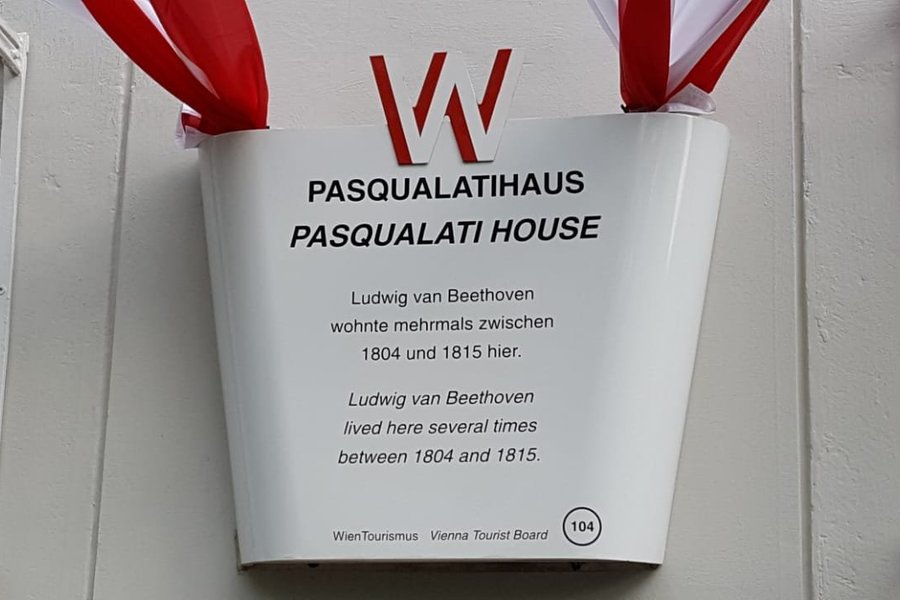 W
PASQUALATIHAUS
PASQUALATI HOUSE
Ludwig van Beethoven
wohnte mehrmals zwischen
1804 und 1815 hier.
Ludwig van Beethoven
lived here several times
between 1804 and 1815.
WienTourismus Vienna Tourist Board 104